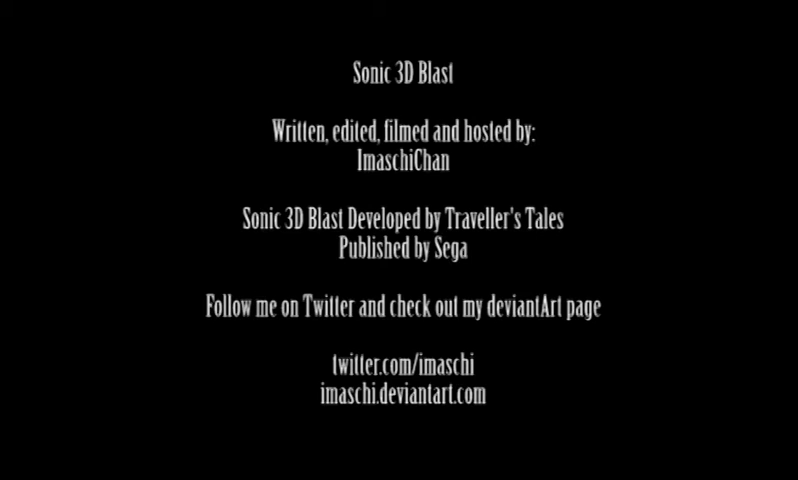 Sonic 3D Blast
Written, edited, filmed and hosted by:
ImaschiChan
Sonic 3D Blast Developed by Traveller's Tales
Published by Sega
Follow me on Twitter and check out my deviantArt page
twitter.com/imaschi
imaschi.deviantart.com